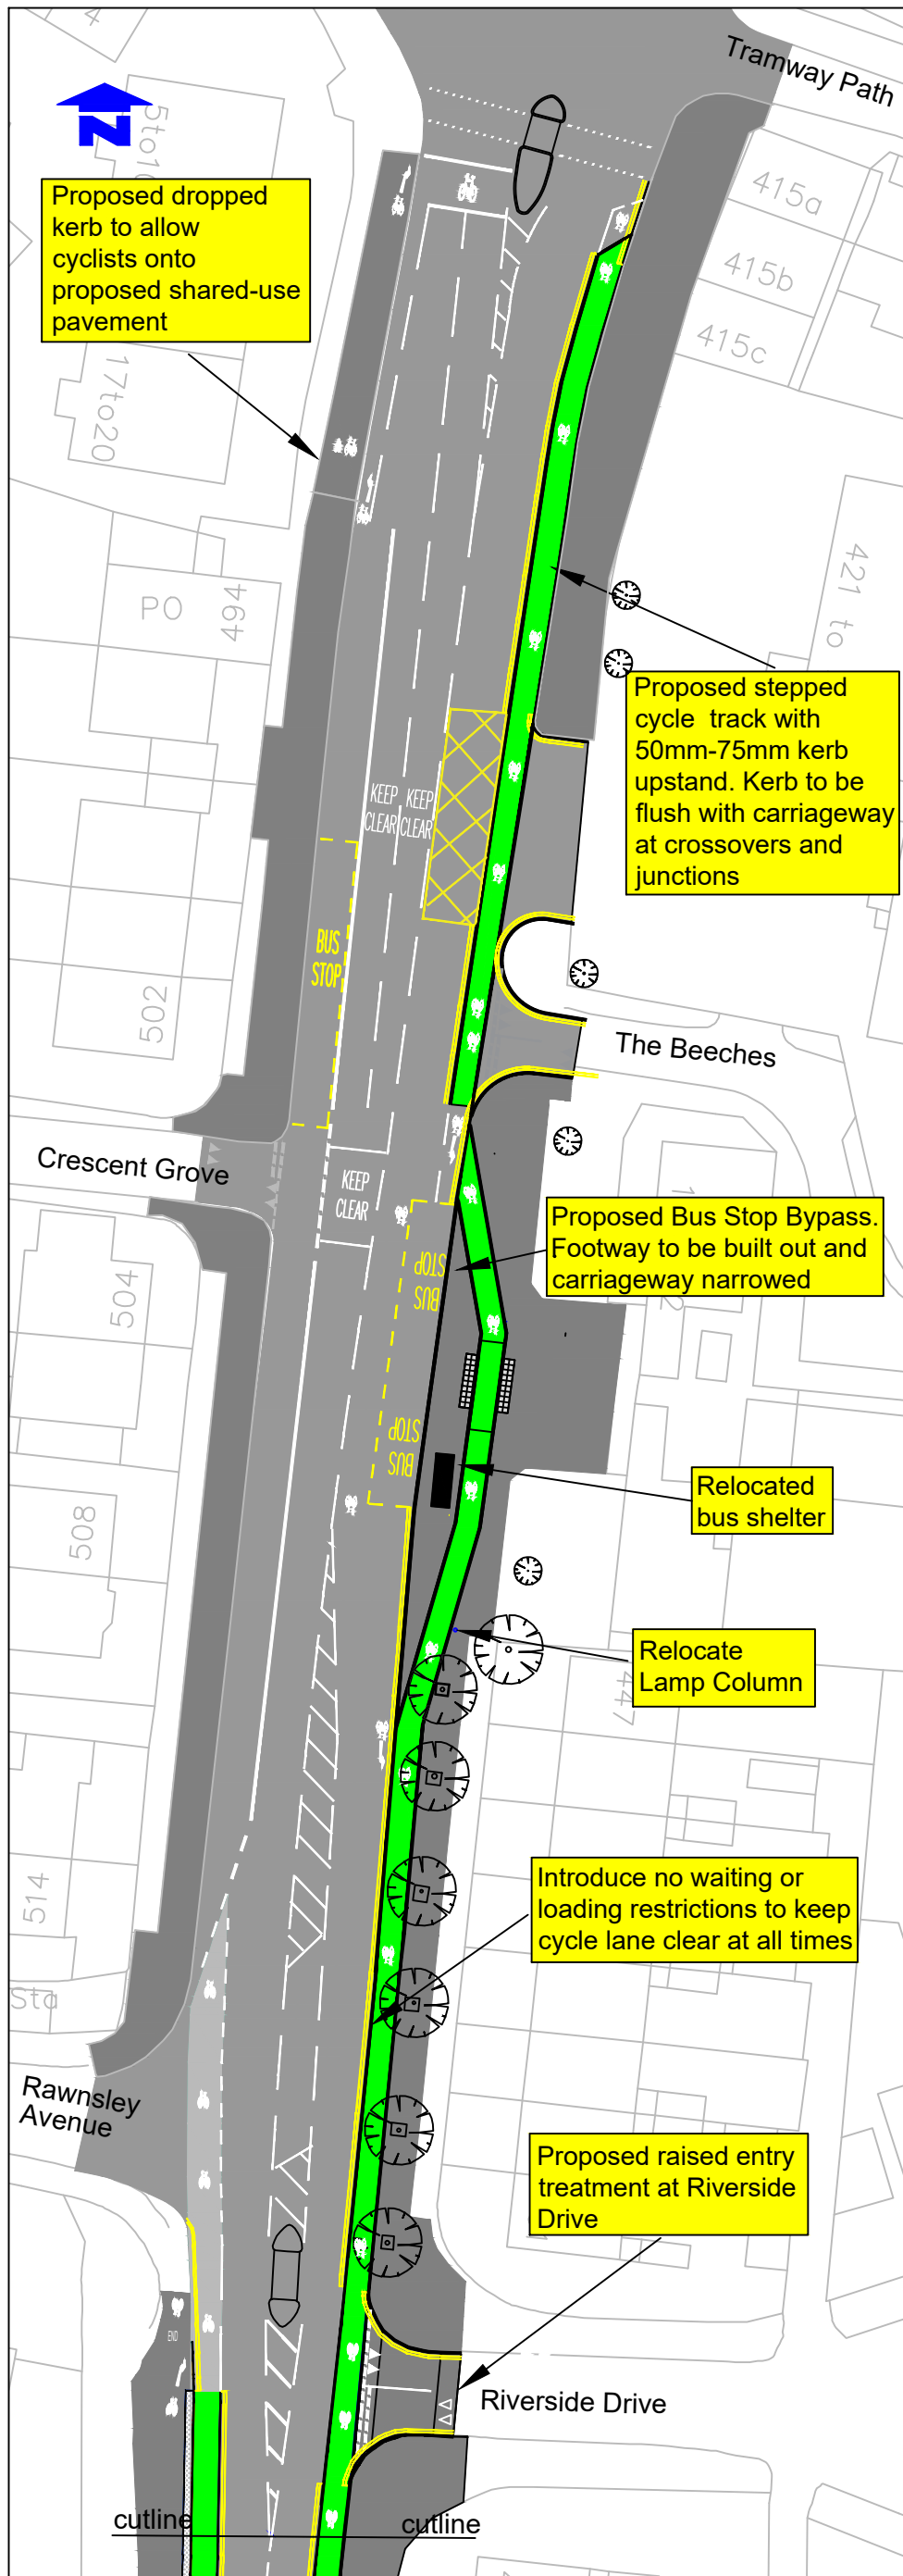 Tramway Path
4
5to16
N
Proposed dropped
kerb to allow
cyclists onto
proposed shared-use
pavement
415a
415b
415c
17to20
421 to
PO
494
Proposed stepped
cycle track with
50mm-75mm kerb
upstand. Kerb to be
flush with carriageway
at crossovers and
junctions
KEEP
CLEAR
KEEP
CLEAR
BUS
STOP
502
The Beeches
Crescent Grove
KEEP
CLEAR
Proposed Bus Stop Bypass.
Footway to be built out and
carriageway narrowed
BUS
STOP
504
BUS
STOP
Relocated
bus shelter
508
Relocate
Lamp Column
447
Introduce no waiting or
loading restrictions to keep
cycle lane clear at all times
514
Sta
Rawnsley
Avenue
Proposed raised entry
treatment at Riverside
Drive
END
Riverside Drive
cutline
cutline